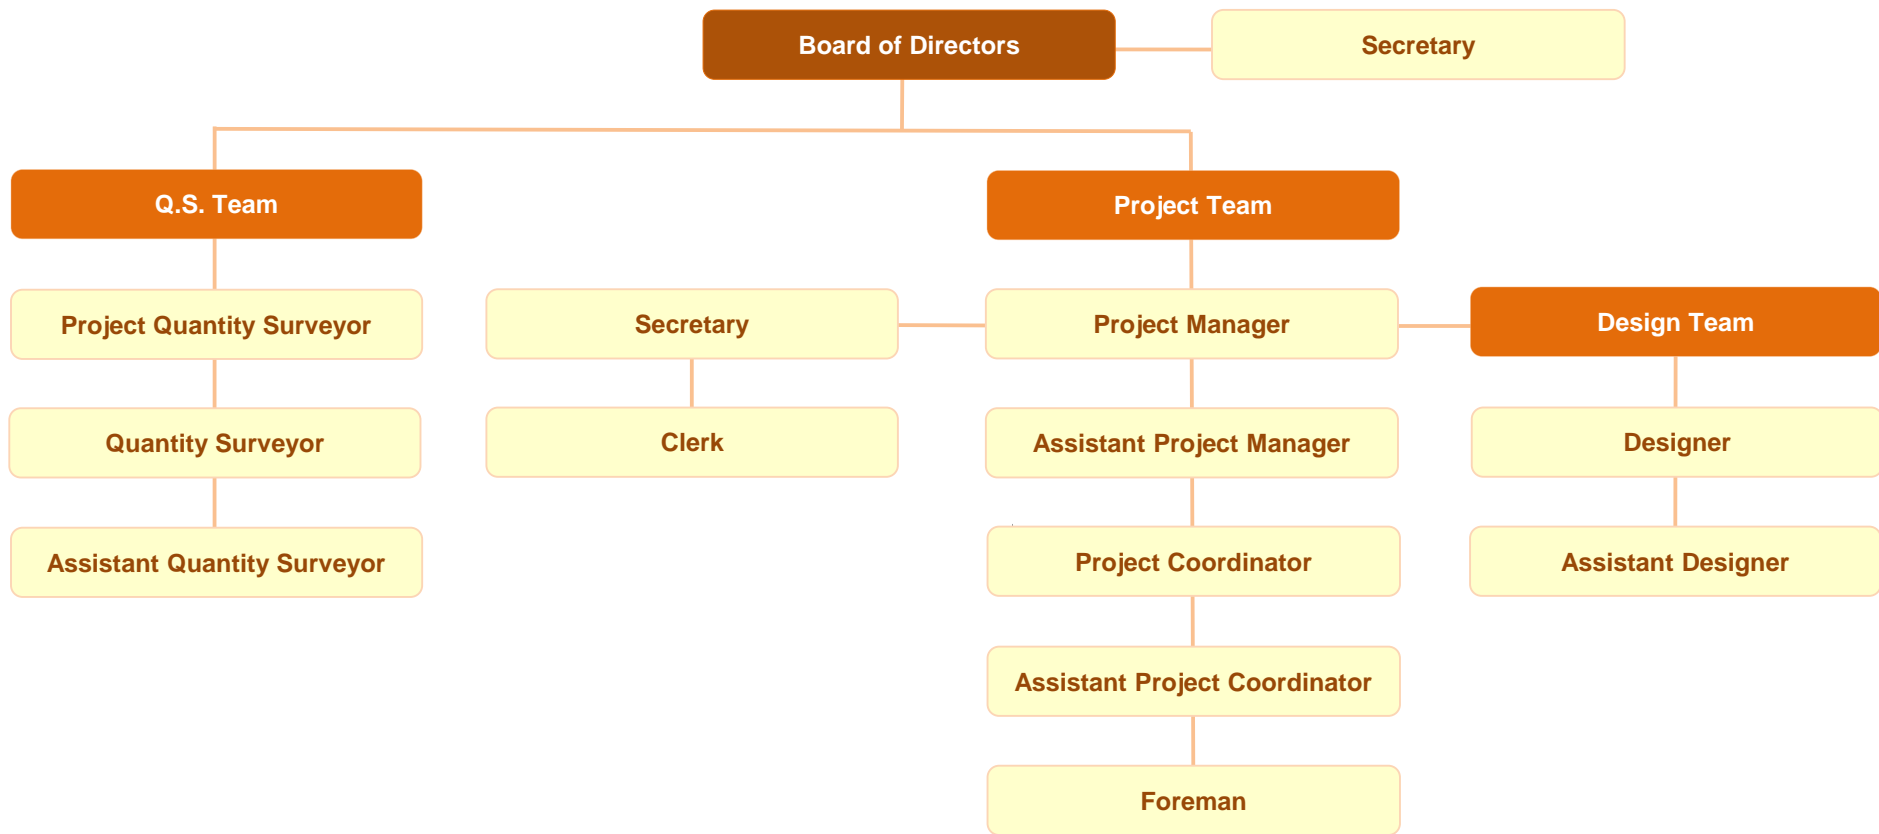 Board of Directors
Secretary
Q.S. Team
Project Team
Project Quantity Surveyor
Secretary
Project Manager
Design Team
Quantity Surveyor
Clerk
Assistant Project Manager
Designer
Assistant Quantity Surveyor
Project Coordinator
Assistant Designer
Assistant Project Coordinator
Foreman